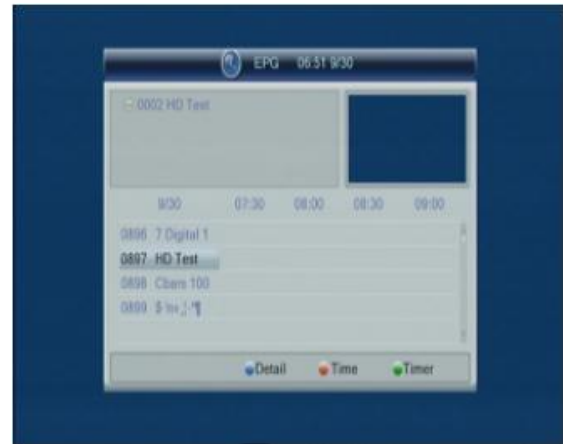 EPG 06:51 9/30
0002 HD Test
9/30 07:30 08:00 08:30 09:00
0896 7 Digital 1
0897 HD Test
0898 Cbars 100
0899
Detail Time Timer